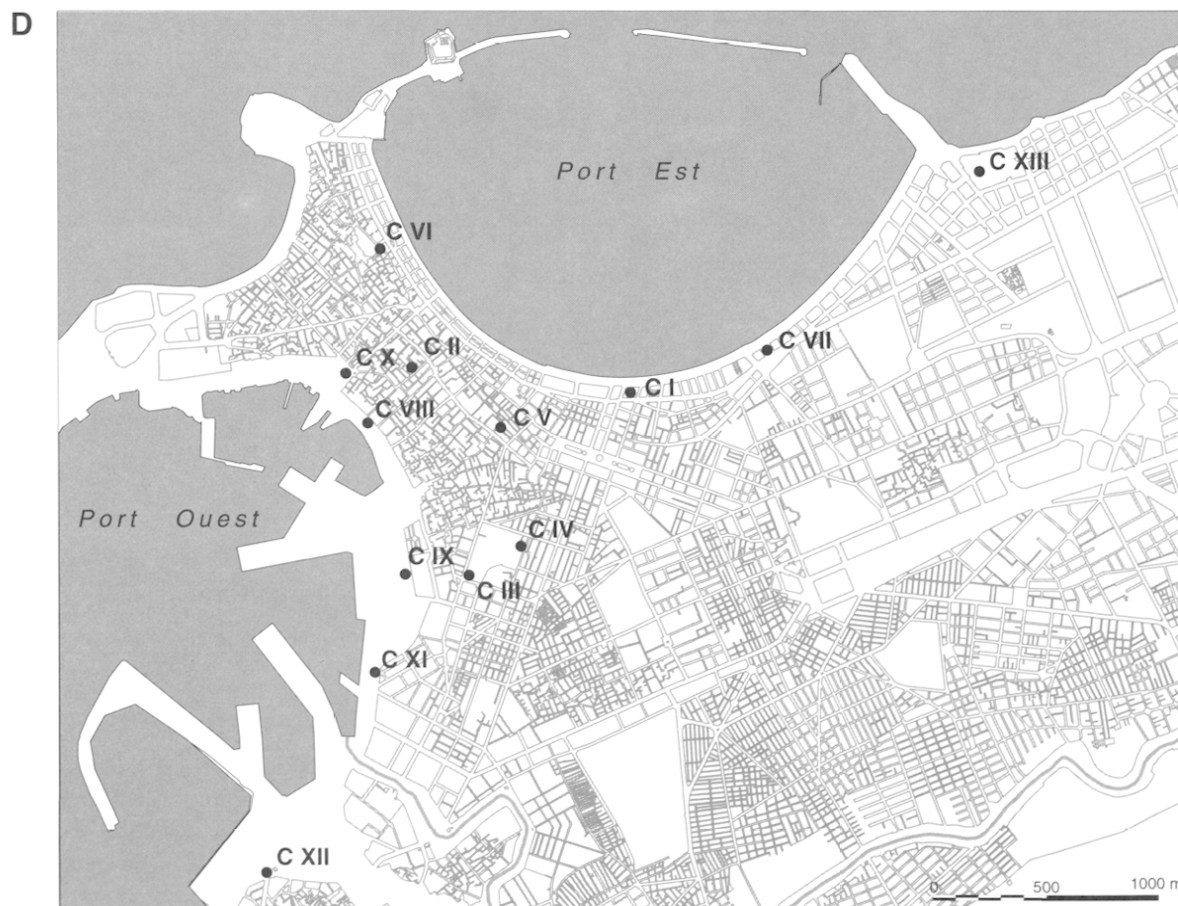 D
Port Est
C XIII
C VI
C VII
C II
C X
C I
C VIII
C V
Port Ouest
C IV
C IX
C III
C XI
C XII
0 500 1000 m